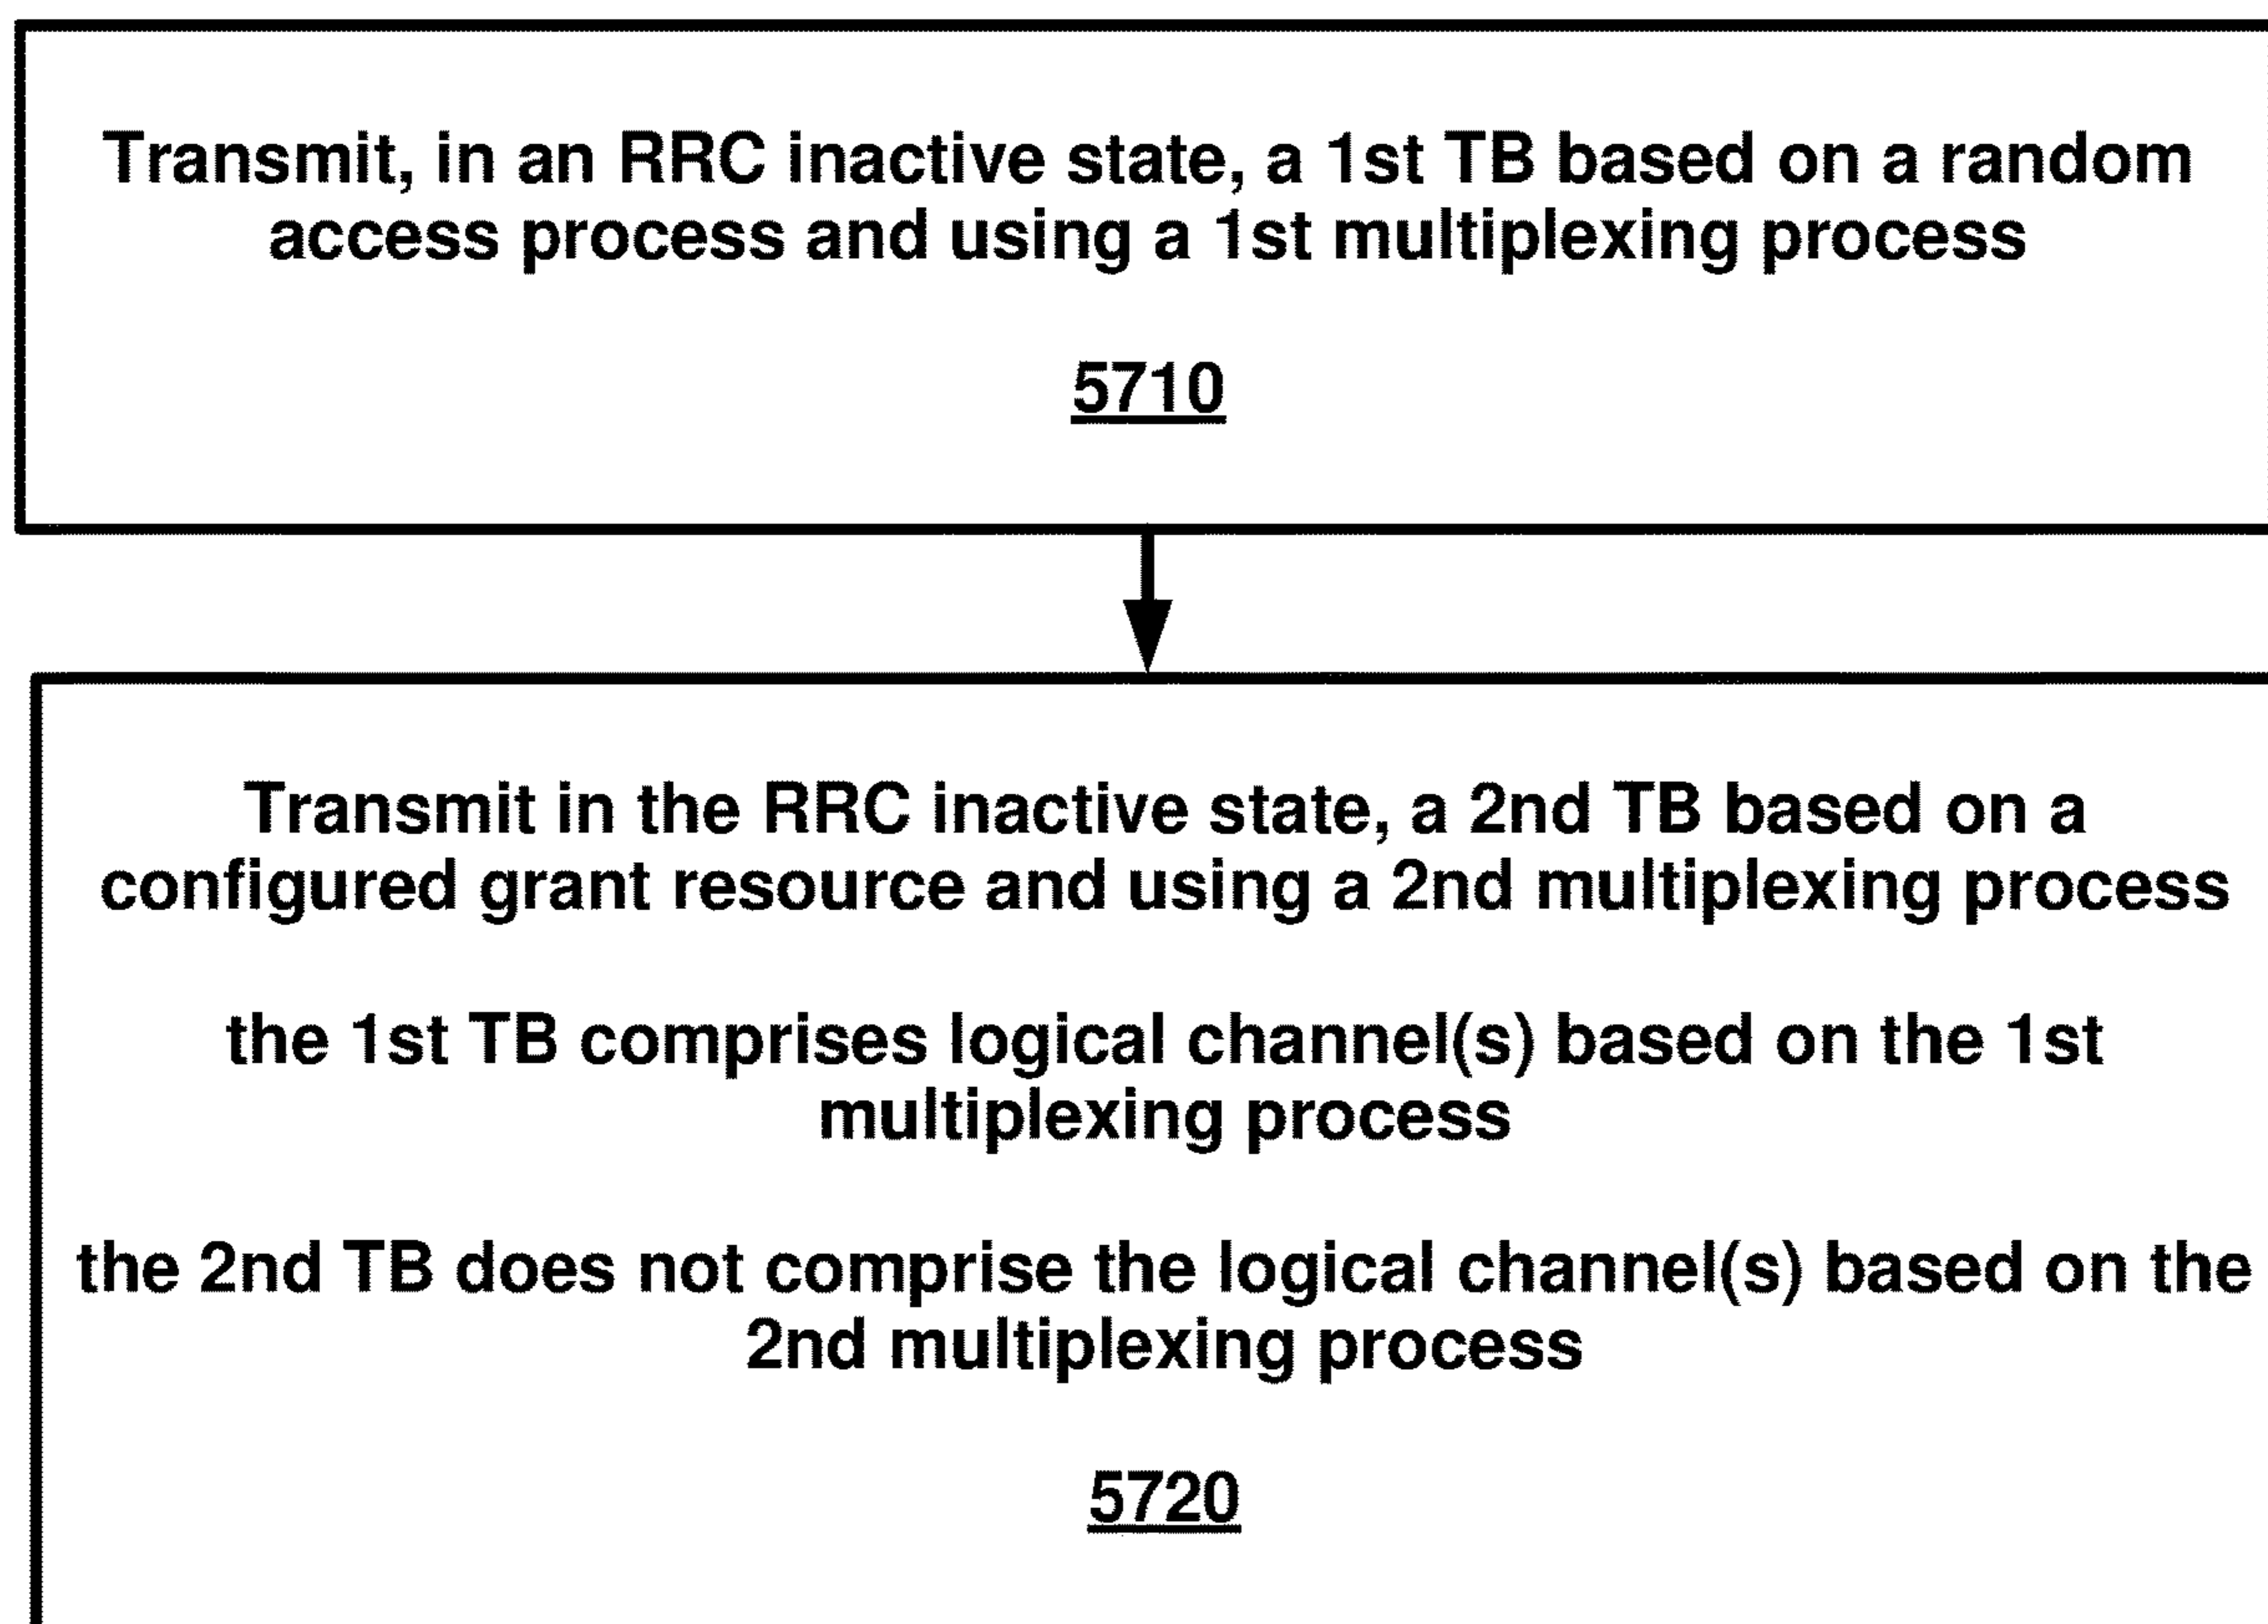 Transmit, in an RRC inactive state, a 1st TB based on a random
access process and using a 1st multiplexing process
5710
Transmit in the RRC inactive state, a 2nd TB based on a
configured grant resource and using a 2nd multiplexing process
the 1st TB comprises logical channel(s) based on the 1st
multiplexing process
the 2nd TB does not comprise the logical channel(s) based on the
2nd multiplexing process
5720